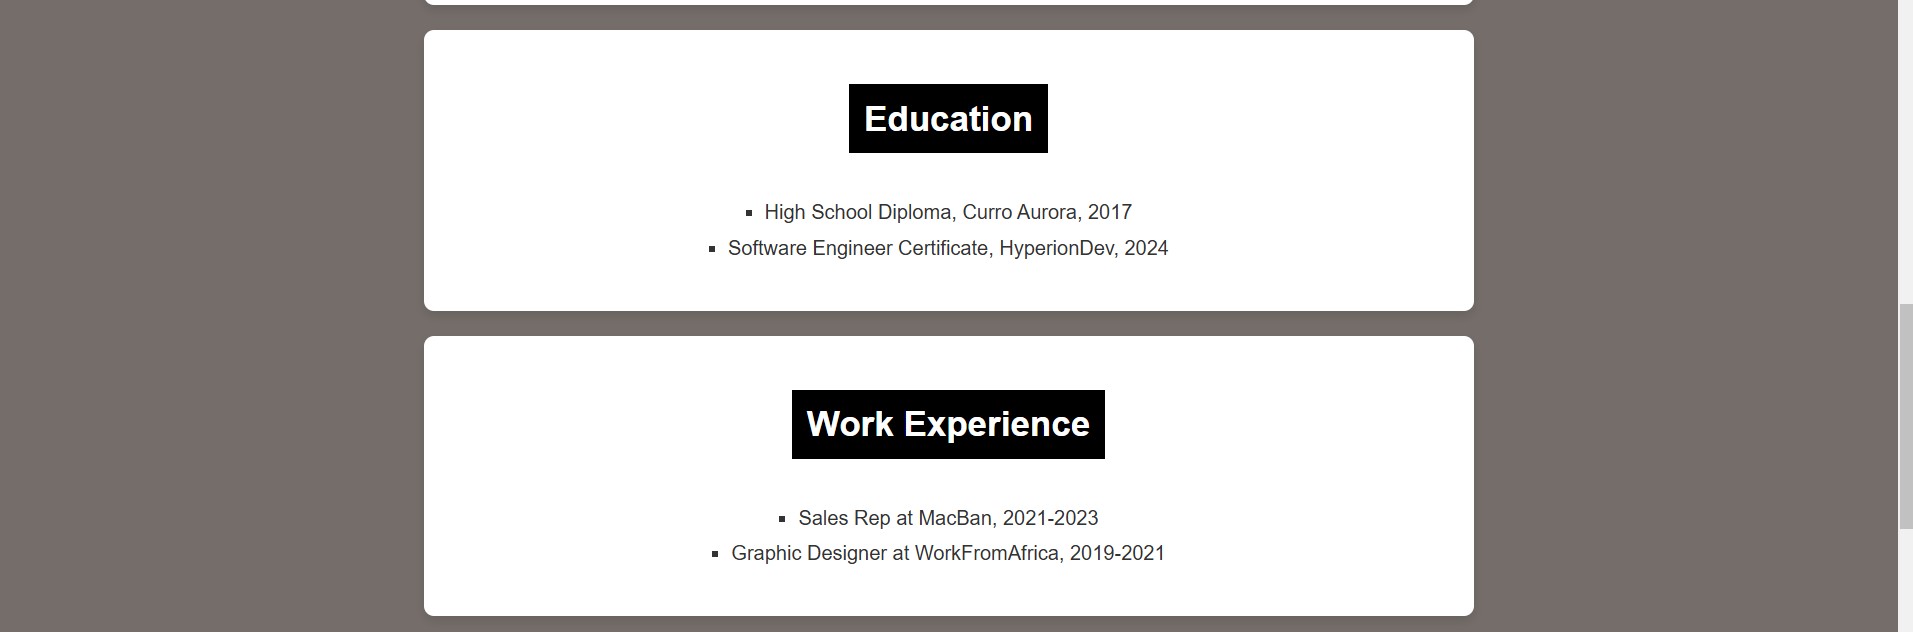 Education
High School Diploma, Curro Aurora, 2017
Software Engineer Certificate, HyperionDev, 2024
Work Experience
Sales Rep at MacBan, 2021-2023
Graphic Designer at WorkFromAfrica, 2019-2021